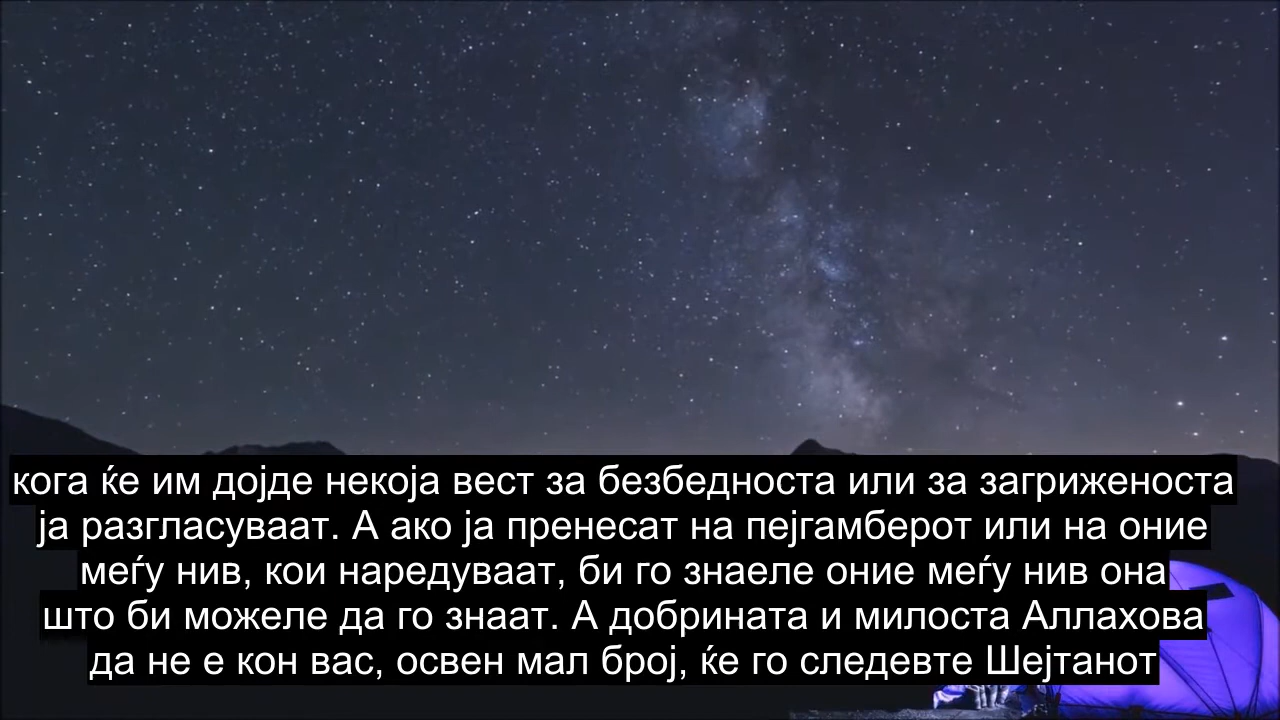 кога ќе им дојде некоја вест за безбедноста или за загриженоста
ја разгласуваат. А ако ја пренесат на пејгамберот или на оние
меѓу нив, кои наредуваат, би го знаеле оние меѓу нив она
што би можеле да го знаат. А добрината и милоста Аллахова
да не е кон вас, освен мал број, ќе го следевте Шејтанот